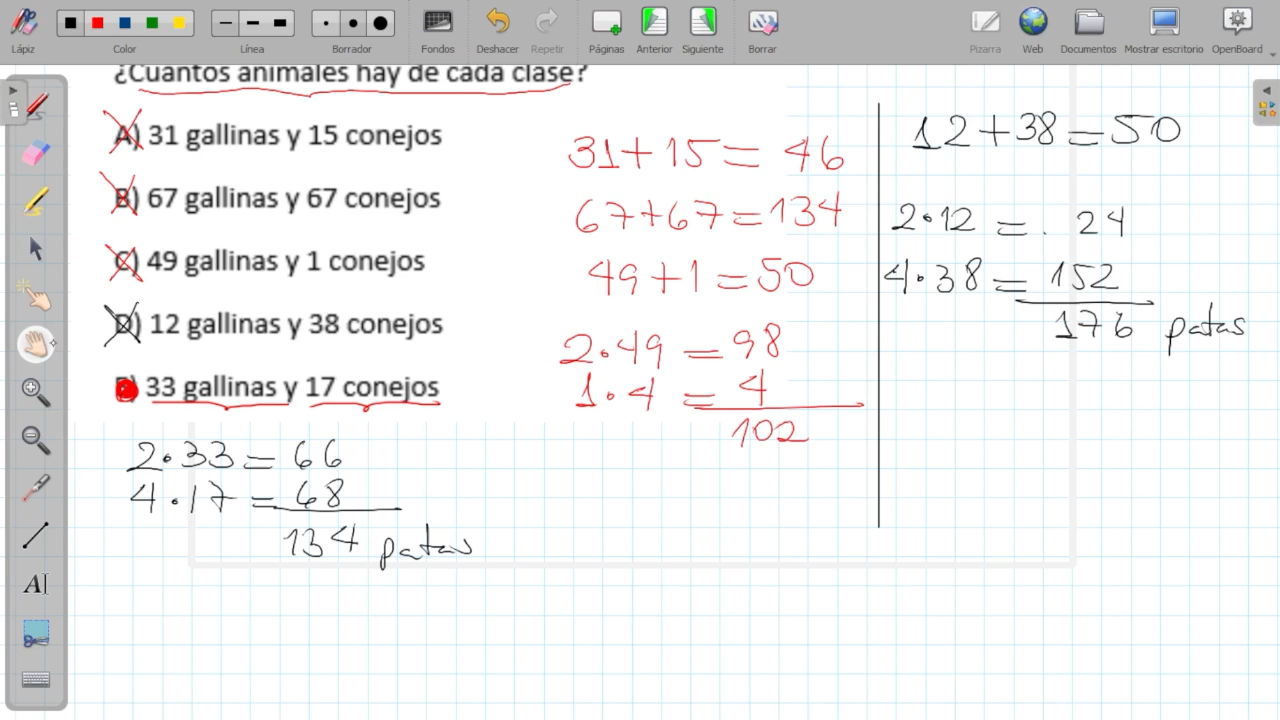 Lápiz Color Línea Borrador Fondos Deshacer Repetir Páginas Anterior Siguiente Borrar Pizarra Web Documentos Mostrar escritorio OpenBoard
¿Cuantos animales hay de cada clase?
A) 31 gallinas y 15 conejos
B) 67 gallinas y 67 conejos
C) 49 gallinas y 1 conejos
D) 12 gallinas y 38 conejos
33 gallinas y 17 conejos
2·33 = 66
4·17 = 68
134 patas
31+15 = 46
67+67 = 134
49+1 = 50
2·49 = 98
1·4 = 4
102
12+38=50
2·12 = 24
4·38 = 152
176 patas
AI